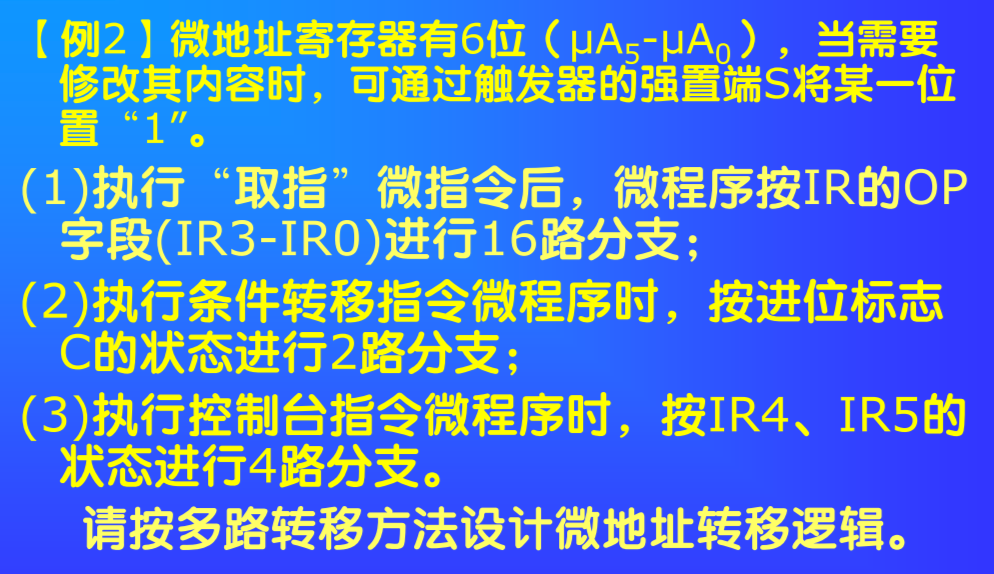 【例2】微地址寄存器有6位（μA₅-μA₀），当需要
修改其内容时，可通过触发器的强置端S将某一位
置“1”。
(1)执行“取指”微指令后，微程序按IR的OP
字段(IR3-IR0)进行16路分支；
(2)执行条件转移指令微程序时，按进位标志
C的状态进行2路分支；
(3)执行控制台指令微程序时，按IR4、IR5的
状态进行4路分支。
请按多路转移方法设计微地址转移逻辑。